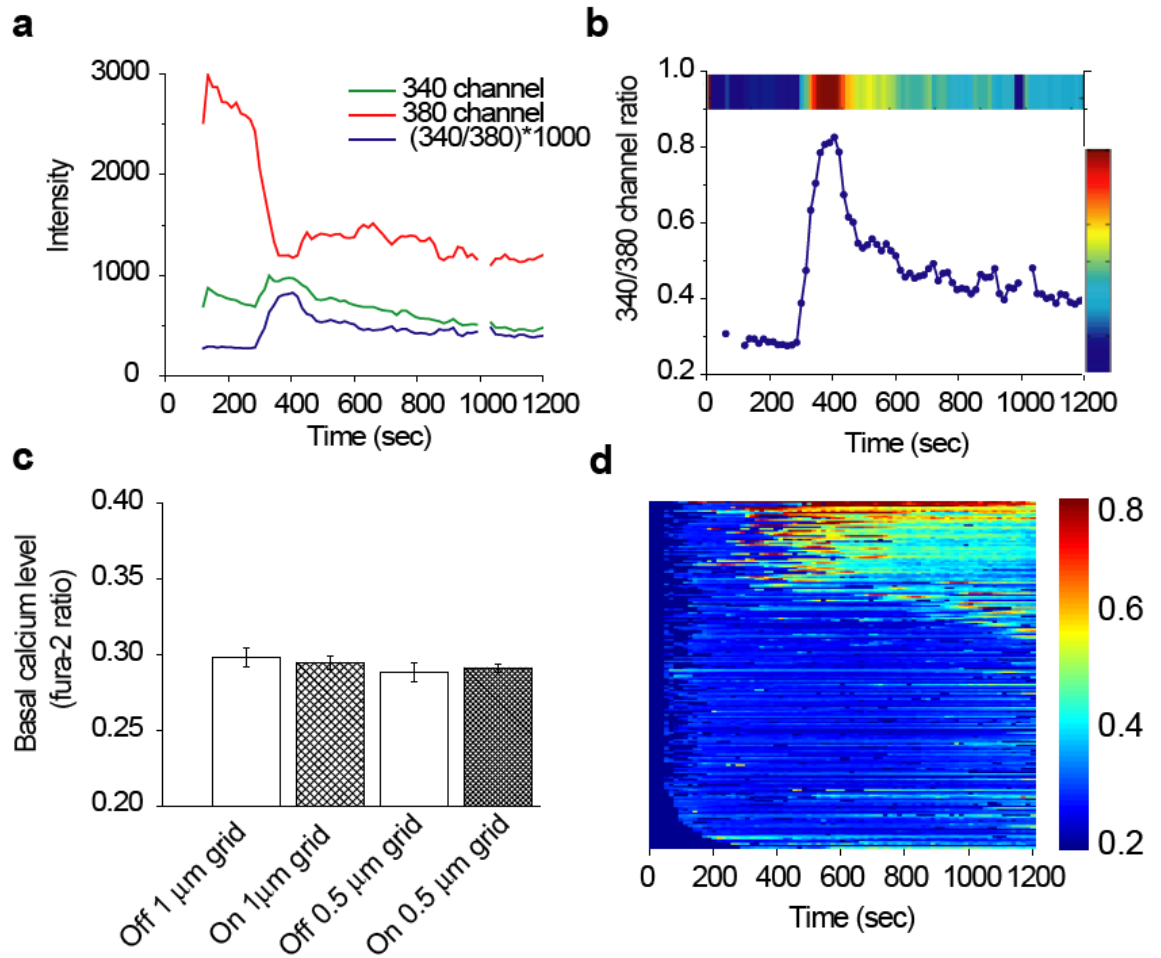 a
3000
2000
1000
0
Intensity
340 channel
380 channel
(340/380)*1000
0 200 400 600 800 1000 1200
Time (sec)
b
1.0
0.8
0.6
0.4
0.2
340/380 channel ratio
0 200 400 600 800 1000 1200
Time (sec)
c
0.40
0.35
0.30
0.25
0.20
Basal calcium level
(fura-2 ratio)
Off 1 μm grid
On 1μm grid
Off 0.5 μm grid
On 0.5 μm grid
d
0.8
0.6
0.4
0.2
0 200 400 600 800 1000 1200
Time (sec)